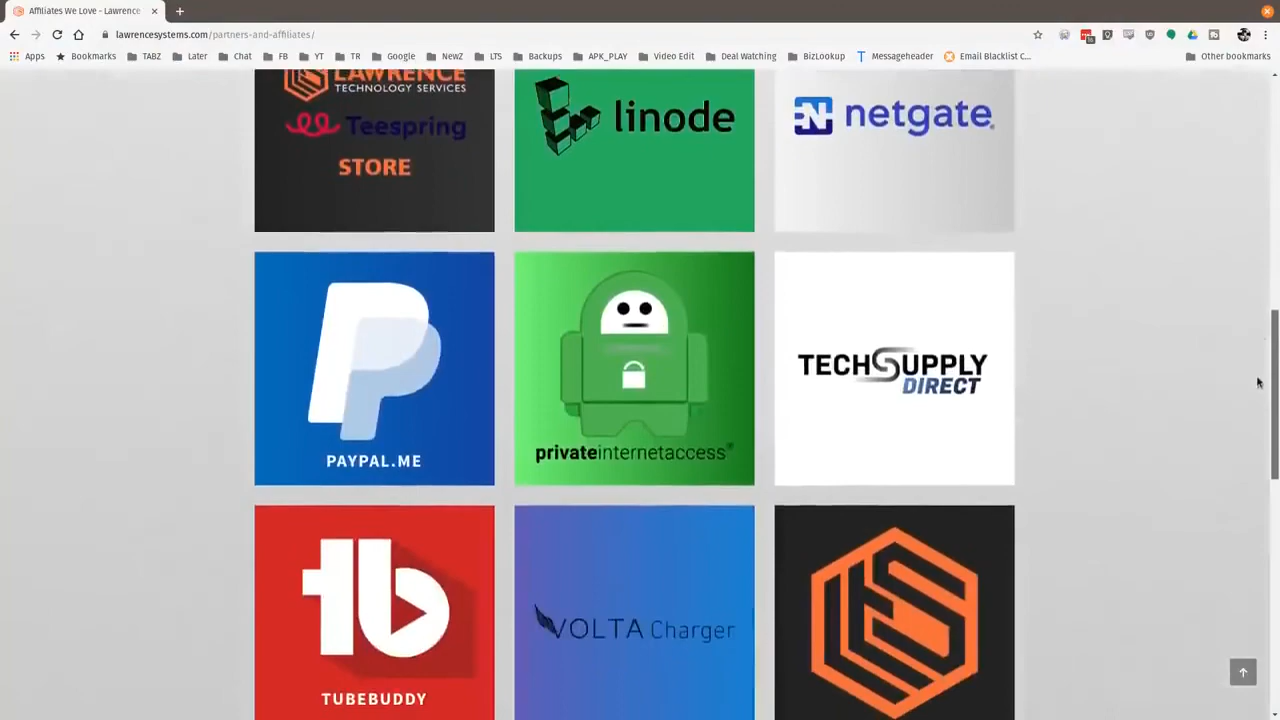 Affiliates We Love - Lawrence
lawrencesystems.com/partners-and-affiliates/
Apps
Bookmarks
TABZ
Later
Chat
FB
YT
TR
Google
NewZ
LTS
Backups
APK_PLAY
Video Edit
Deal Watching
BizLookup
Messageheader
Email Blacklist C...
Other bookmarks
LAWRENCE
TECHNOLOGY SERVICES
Teespring
STORE
linode
netgate
PAYPAL.ME
privateinternetaccess®
TECHSUPPLY
DIRECT
tb
TUBEBUDDY
VOLTA Charger